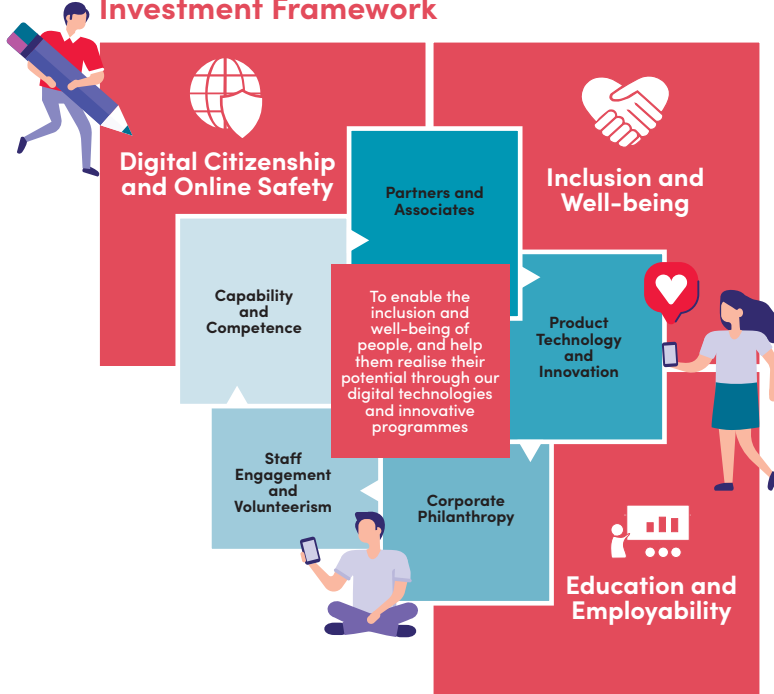 Investment Framework
Digital Citizenship
and Online Safety
Inclusion and
Well-being
Partners and
Associates
Capability
and
Competence
To enable the
inclusion and
well-being of
people, and help
them realise their
potential through our
digital technologies
and innovative
programmes
Product
Technology
and
Innovation
Staff
Engagement
and
Volunteerism
Corporate
Philanthropy
Education and
Employability